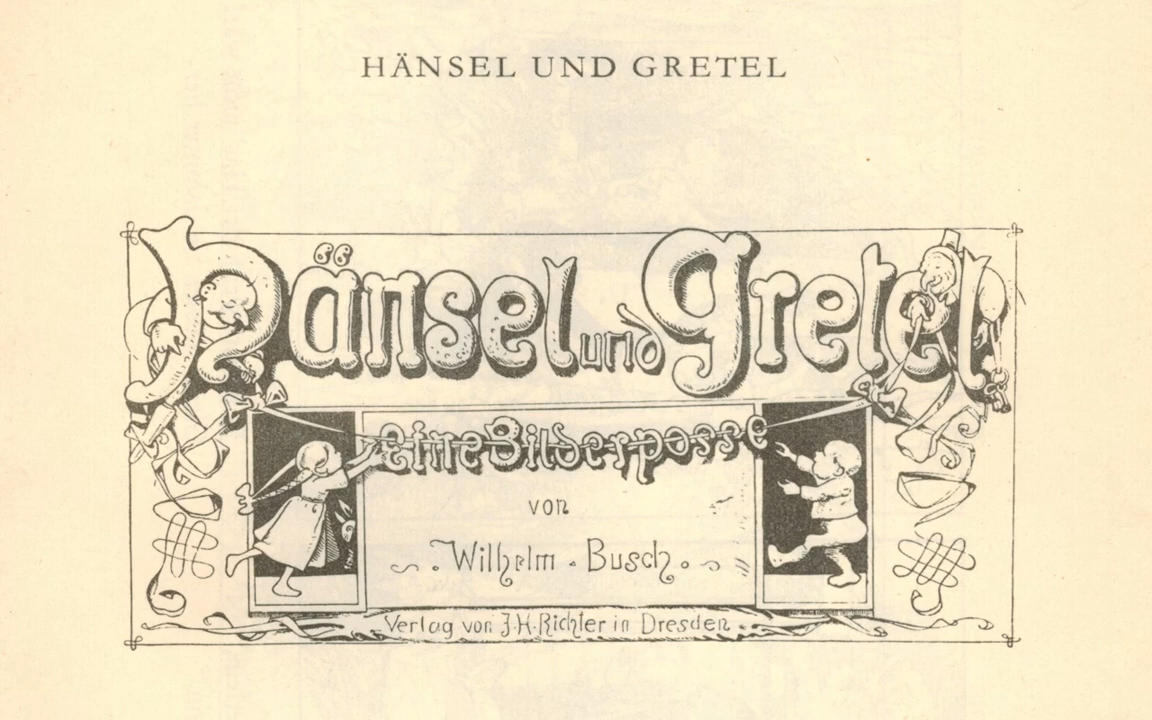 HÄNSEL UND GRETEL
Hänsel und Gretel
eine Bilderposse
von
Wilhelm . Busch.
Verlag von J. H. Richter in Dresden.